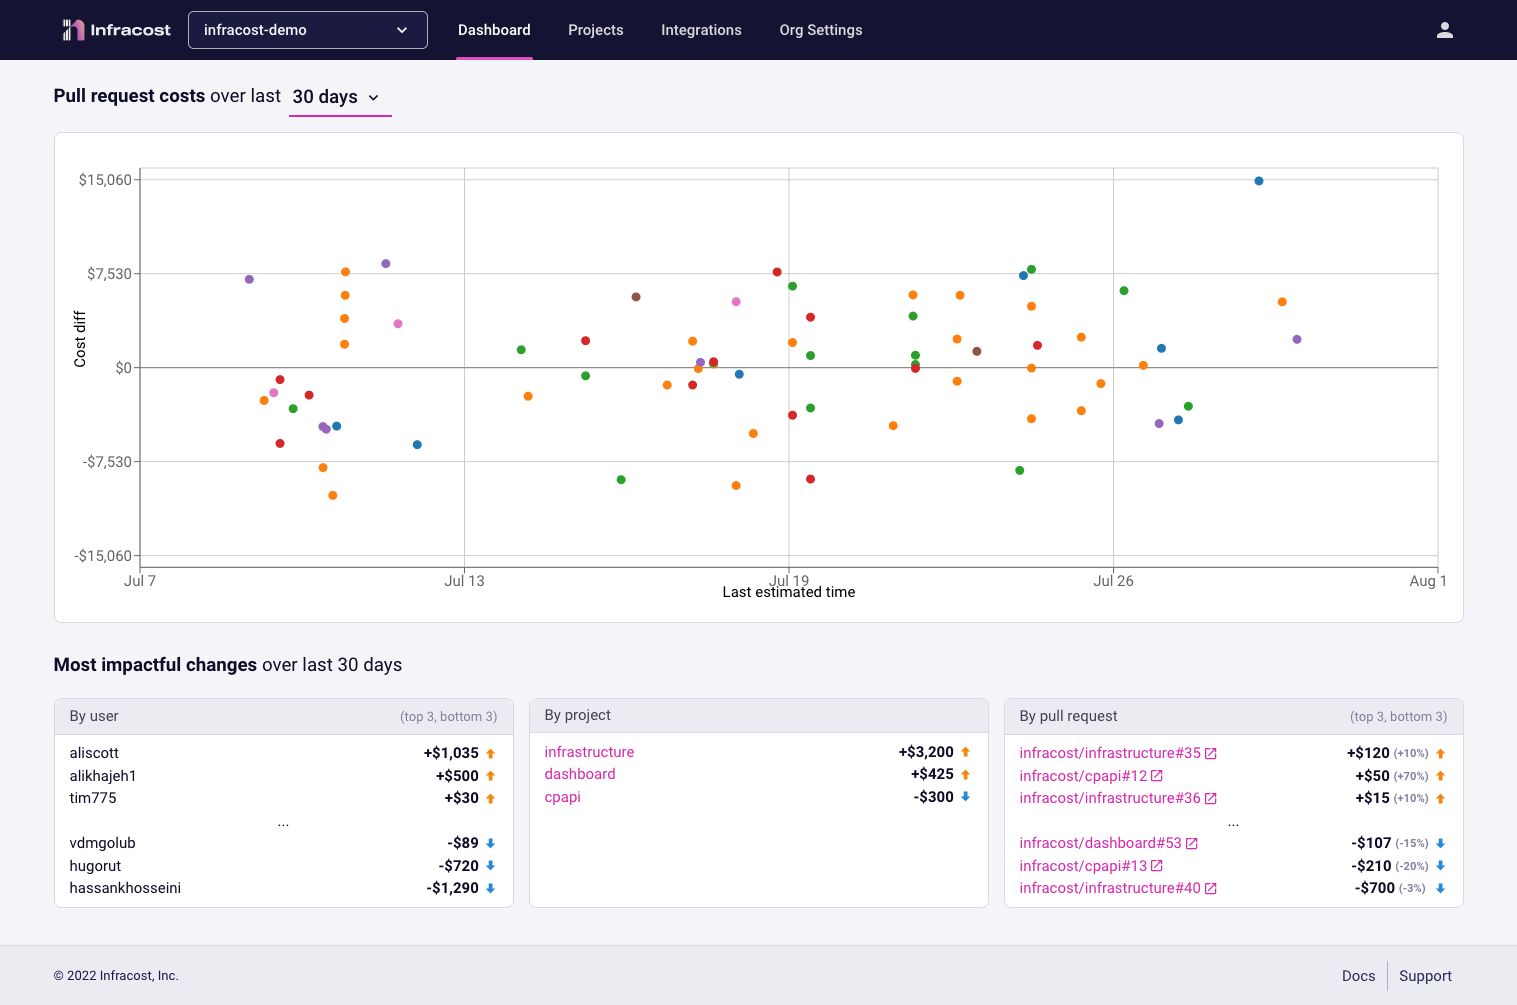 Infracost infracost-demo Dashboard Projects Integrations Org Settings
Pull request costs over last 30 days
$15,060
$7,530
Cost diff
$0
-$7,530
-$15,060
Jul 7 Jul 13 Jul 19 Jul 26 Aug 1
Last estimated time
Most impactful changes over last 30 days
By user (top 3, bottom 3)
aliscott +$1,035
alikhajeh1 +$500
tim775 +$30
...
vdmgolub -$89
hugorut -$720
hassankhosseini -$1,290
By project
infrastructure +$3,200
dashboard +$425
cpapi -$300
By pull request (top 3, bottom 3)
infracost/infrastructure#35 +$120 (+10%)
infracost/cpapi#12 +$50 (+70%)
infracost/infrastructure#36 +$15 (+10%)
...
infracost/dashboard#53 -$107 (-15%)
infracost/cpapi#13 -$210 (-20%)
infracost/infrastructure#40 -$700 (-3%)
© 2022 Infracost, Inc. Docs Support